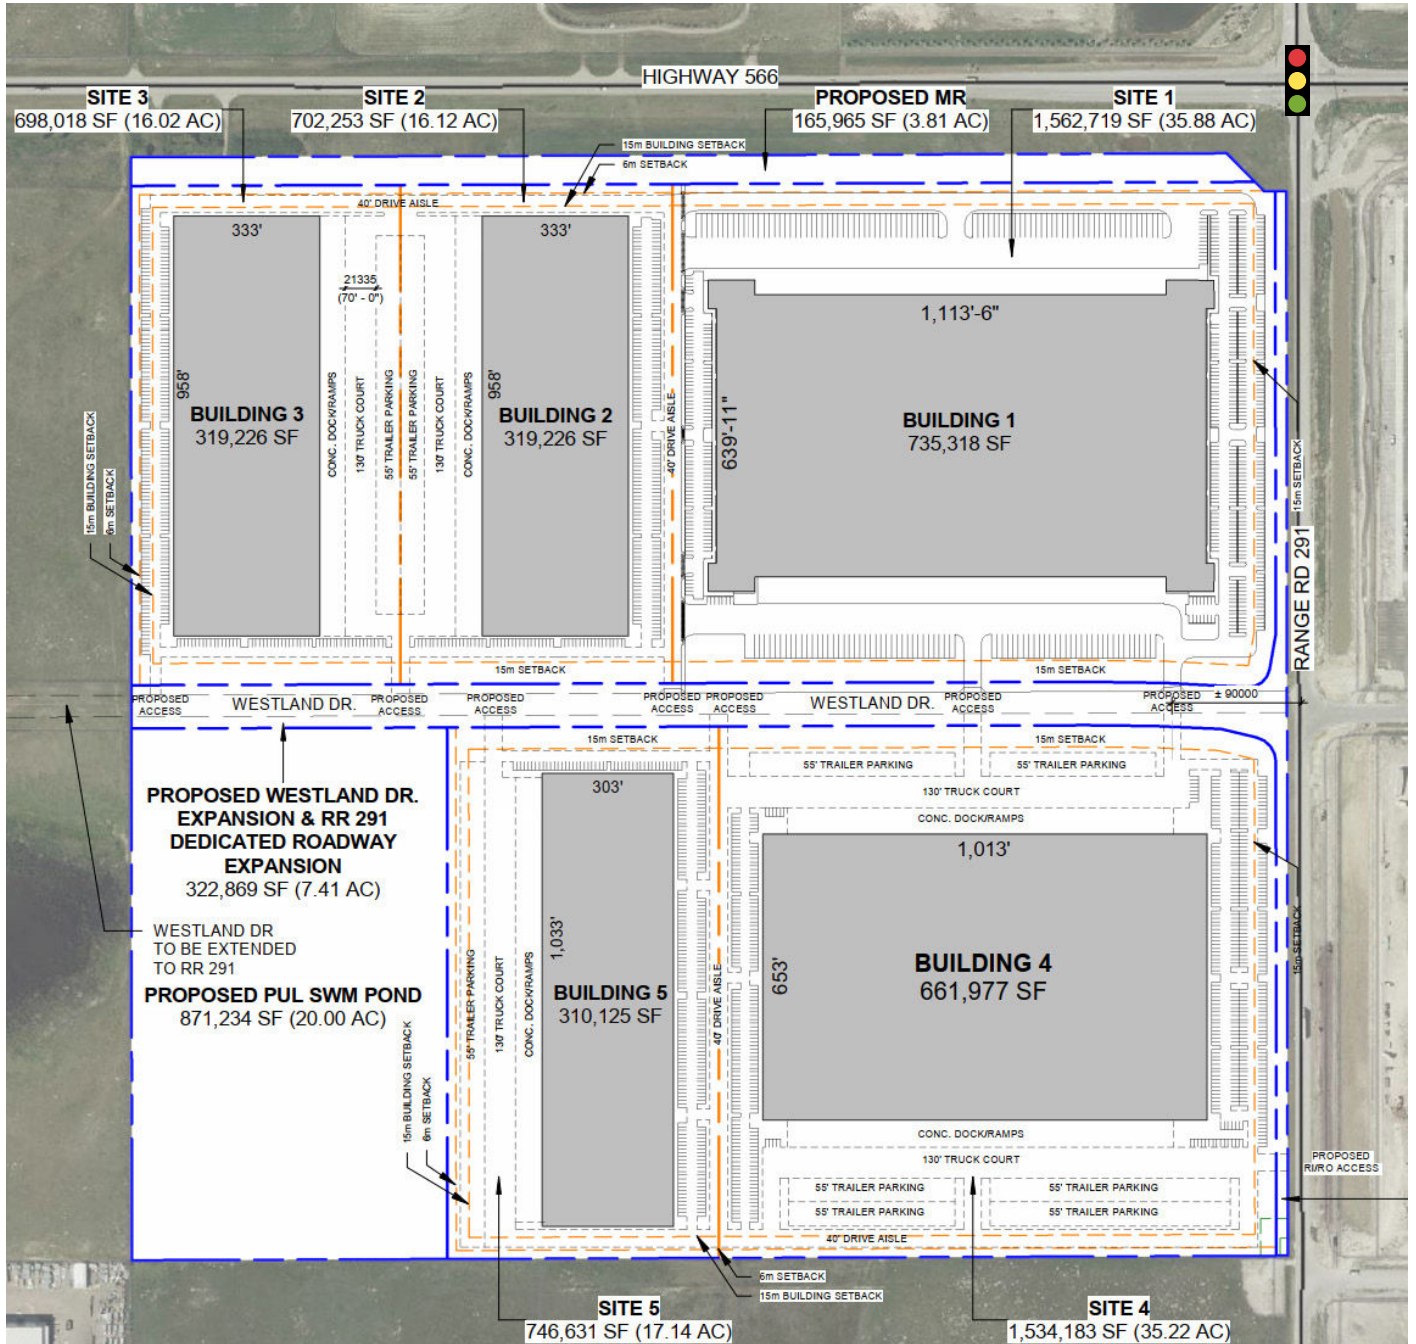 HIGHWAY 566
SITE 3
698,018 SF (16.02 AC)
SITE 2
702,253 SF (16.12 AC)
PROPOSED MR
165,965 SF (3.81 AC)
SITE 1
1,562,719 SF (35.88 AC)
15m BUILDING SETBACK
6m SETBACK
40' DRIVE AISLE
333'
958'
BUILDING 3
319,226 SF
21335
(70' - 0")
CONC. DOCK/RAMPS
130' TRUCK COURT
55' TRAILER PARKING
55' TRAILER PARKING
130' TRUCK COURT
CONC. DOCK/RAMPS
333'
958'
BUILDING 2
319,226 SF
40' DRIVE AISLE
1,113'-6"
639'-11"
BUILDING 1
735,318 SF
15m SETBACK
RANGE RD 291
15m BUILDING SETBACK
6m SETBACK
15m SETBACK
15m SETBACK
PROPOSED
ACCESS
WESTLAND DR.
PROPOSED
ACCESS
PROPOSED
ACCESS
PROPOSED
ACCESS
PROPOSED
ACCESS
WESTLAND DR.
PROPOSED
ACCESS
PROPOSED
ACCESS
± 90000
15m SETBACK
15m SETBACK
PROPOSED WESTLAND DR.
EXPANSION & RR 291
DEDICATED ROADWAY
EXPANSION
322,869 SF (7.41 AC)
WESTLAND DR
TO BE EXTENDED
TO RR 291
PROPOSED PUL SWM POND
871,234 SF (20.00 AC)
15m BUILDING SETBACK
6m SETBACK
55' TRAILER PARKING
130' TRUCK COURT
CONC. DOCK/RAMPS
303'
1,033'
BUILDING 5
310,125 SF
40' DRIVE AISLE
55' TRAILER PARKING
55' TRAILER PARKING
130' TRUCK COURT
CONC. DOCK/RAMPS
1,013'
653'
BUILDING 4
661,977 SF
15m SETBACK
CONC. DOCK/RAMPS
130' TRUCK COURT
55' TRAILER PARKING
55' TRAILER PARKING
55' TRAILER PARKING
55' TRAILER PARKING
40' DRIVE AISLE
PROPOSED
RI/RO ACCESS
6m SETBACK
15m BUILDING SETBACK
SITE 5
746,631 SF (17.14 AC)
SITE 4
1,534,183 SF (35.22 AC)